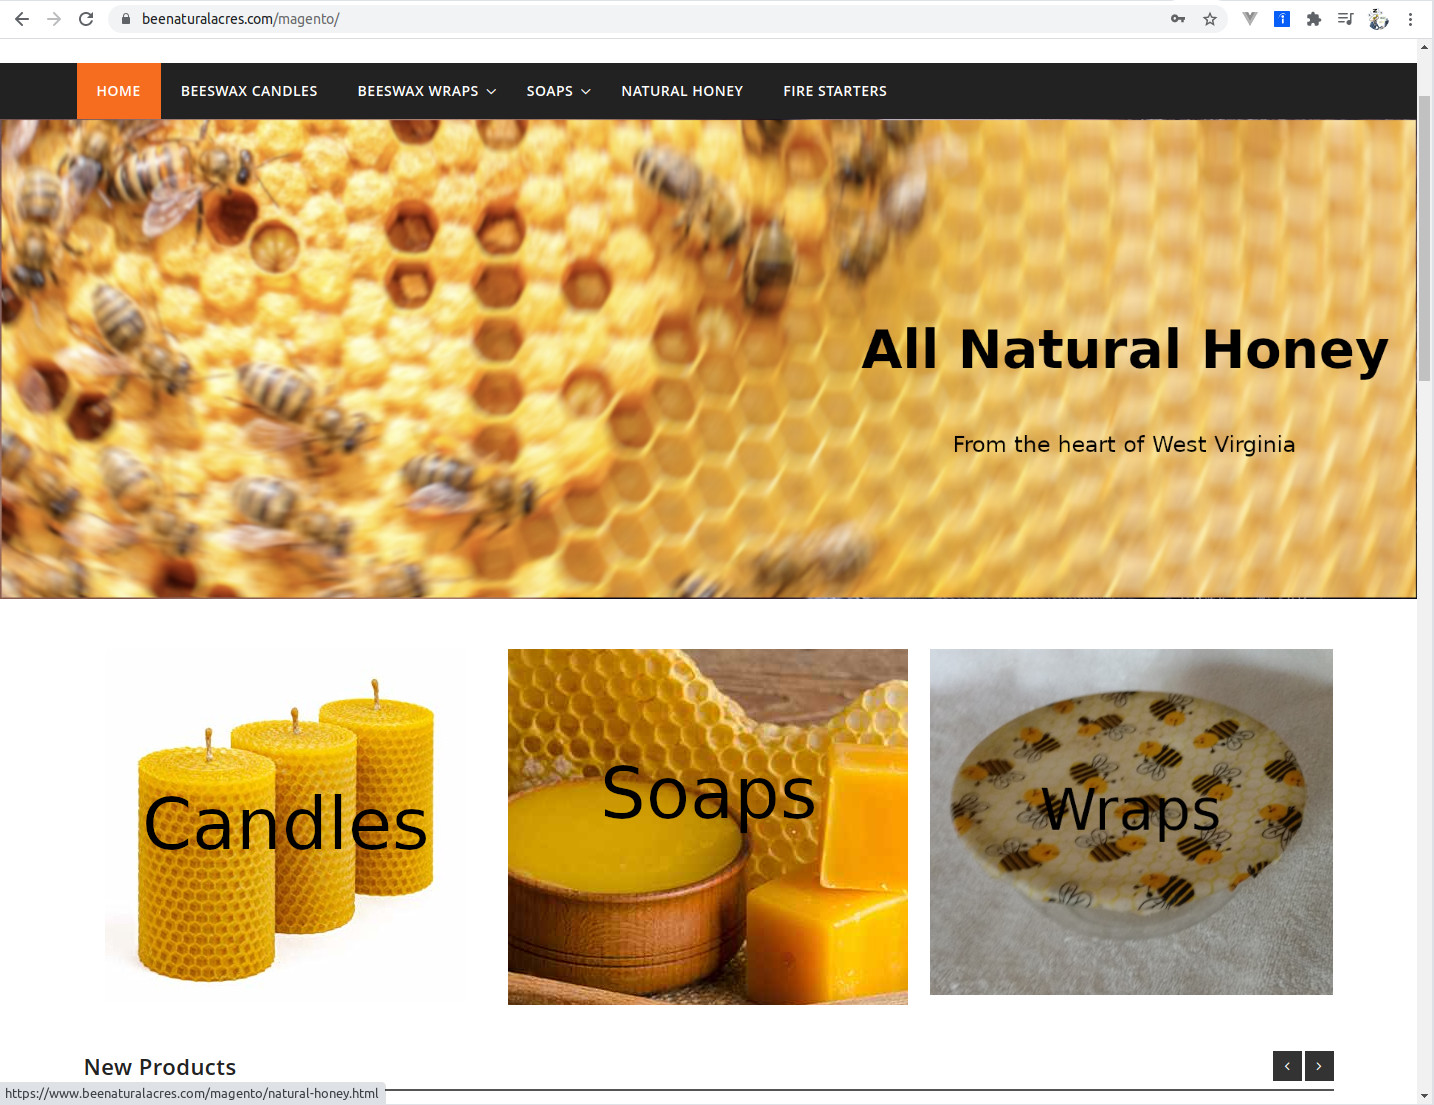 beenaturalacres.com/magento/
HOME BEESWAX CANDLES BEESWAX WRAPS SOAPS NATURAL HONEY FIRE STARTERS
All Natural Honey
From the heart of West Virginia
Candles Soaps Wraps
New Products
https://www.beenaturalacres.com/magento/natural-honey.html